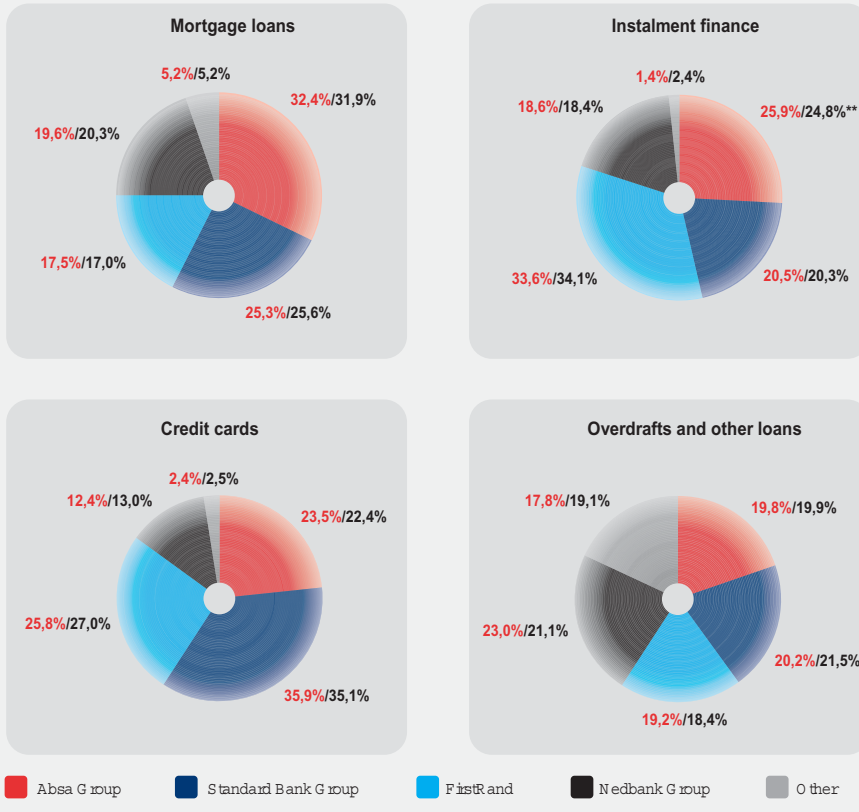 Mortgage loans
5,2%/5,2%
32,4%/31,9%
19,6%/20,3%
17,5%/17,0%
25,3%/25,6%
Instalment finance
1,4%/2,4%
18,6%/18,4%
25,9%/24,8%**
33,6%/34,1%
20,5%/20,3%
Credit cards
2,4%/2,5%
12,4%/13,0%
23,5%/22,4%
25,8%/27,0%
35,9%/35,1%
Overdrafts and other loans
17,8%/19,1%
19,8%/19,9%
23,0%/21,1%
20,2%/21,5%
19,2%/18,4%
Absa Group
Standard Bank Group
FirstRand
Nedbank Group
Other